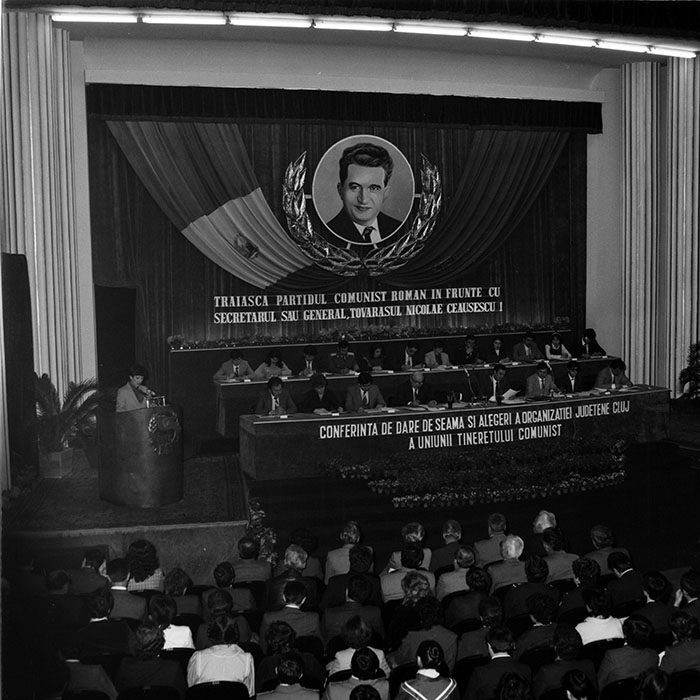 TRAIASCA PARTIDUL COMUNIST ROMAN IN FRUNTE CU
SECRETARUL SAU GENERAL, TOVARASUL NICOLAE CEAUSESCU !
CONFERINTA DE DARE DE SEAMA SI ALEGERI A ORGANIZATIEI JUDETENE CLUJ
A UNIUNII TINERETULUI COMUNIST